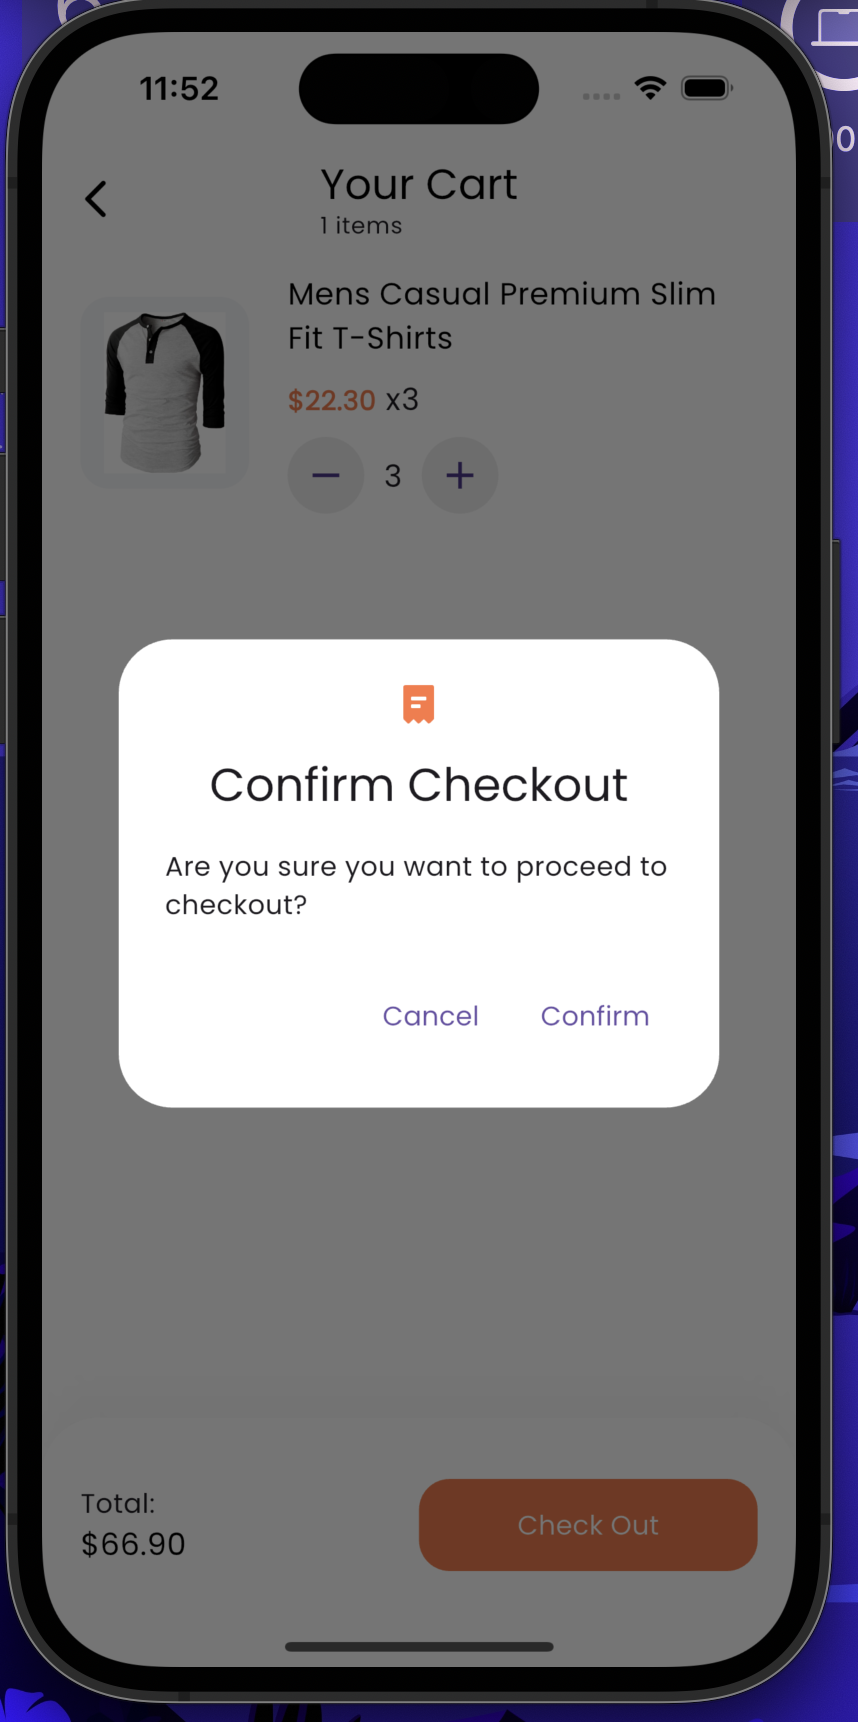 11:52
Your Cart
1 items
Mens Casual Premium Slim
Fit T-Shirts
$22.30 x3
3
Confirm Checkout
Are you sure you want to proceed to
checkout?
Cancel Confirm
Total:
$66.90
Check Out